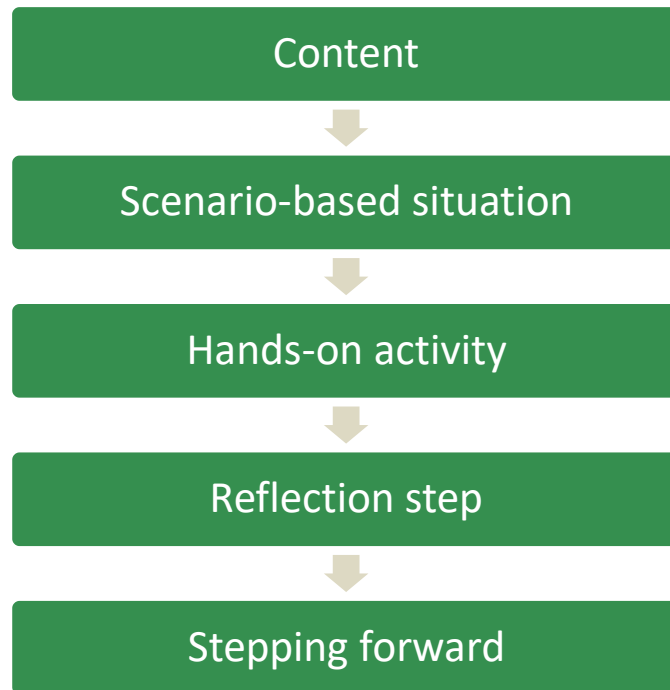 Content
Scenario-based situation
Hands-on activity
Reflection step
Stepping forward